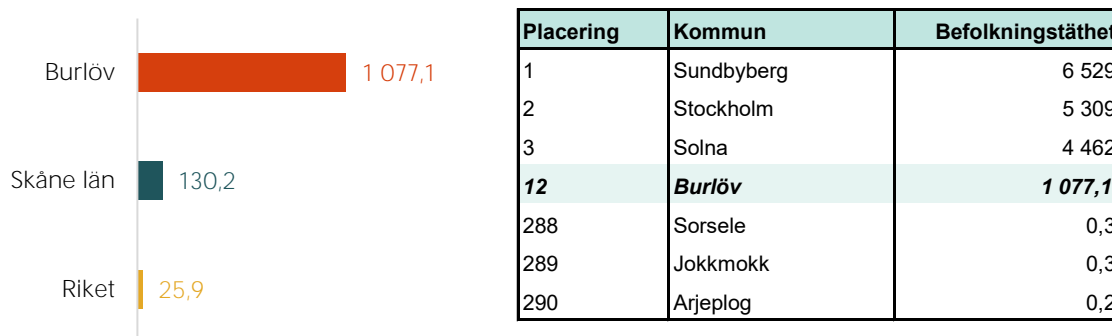 Burlöv 1 077,1
Skåne län 130,2
Riket 25,9
Placering Kommun Befolkningstäthet
1 Sundbyberg 6 529
2 Stockholm 5 309
3 Solna 4 462
12 Burlöv 1 077,1
288 Sorsele 0,3
289 Jokkmokk 0,3
290 Arjeplog 0,2